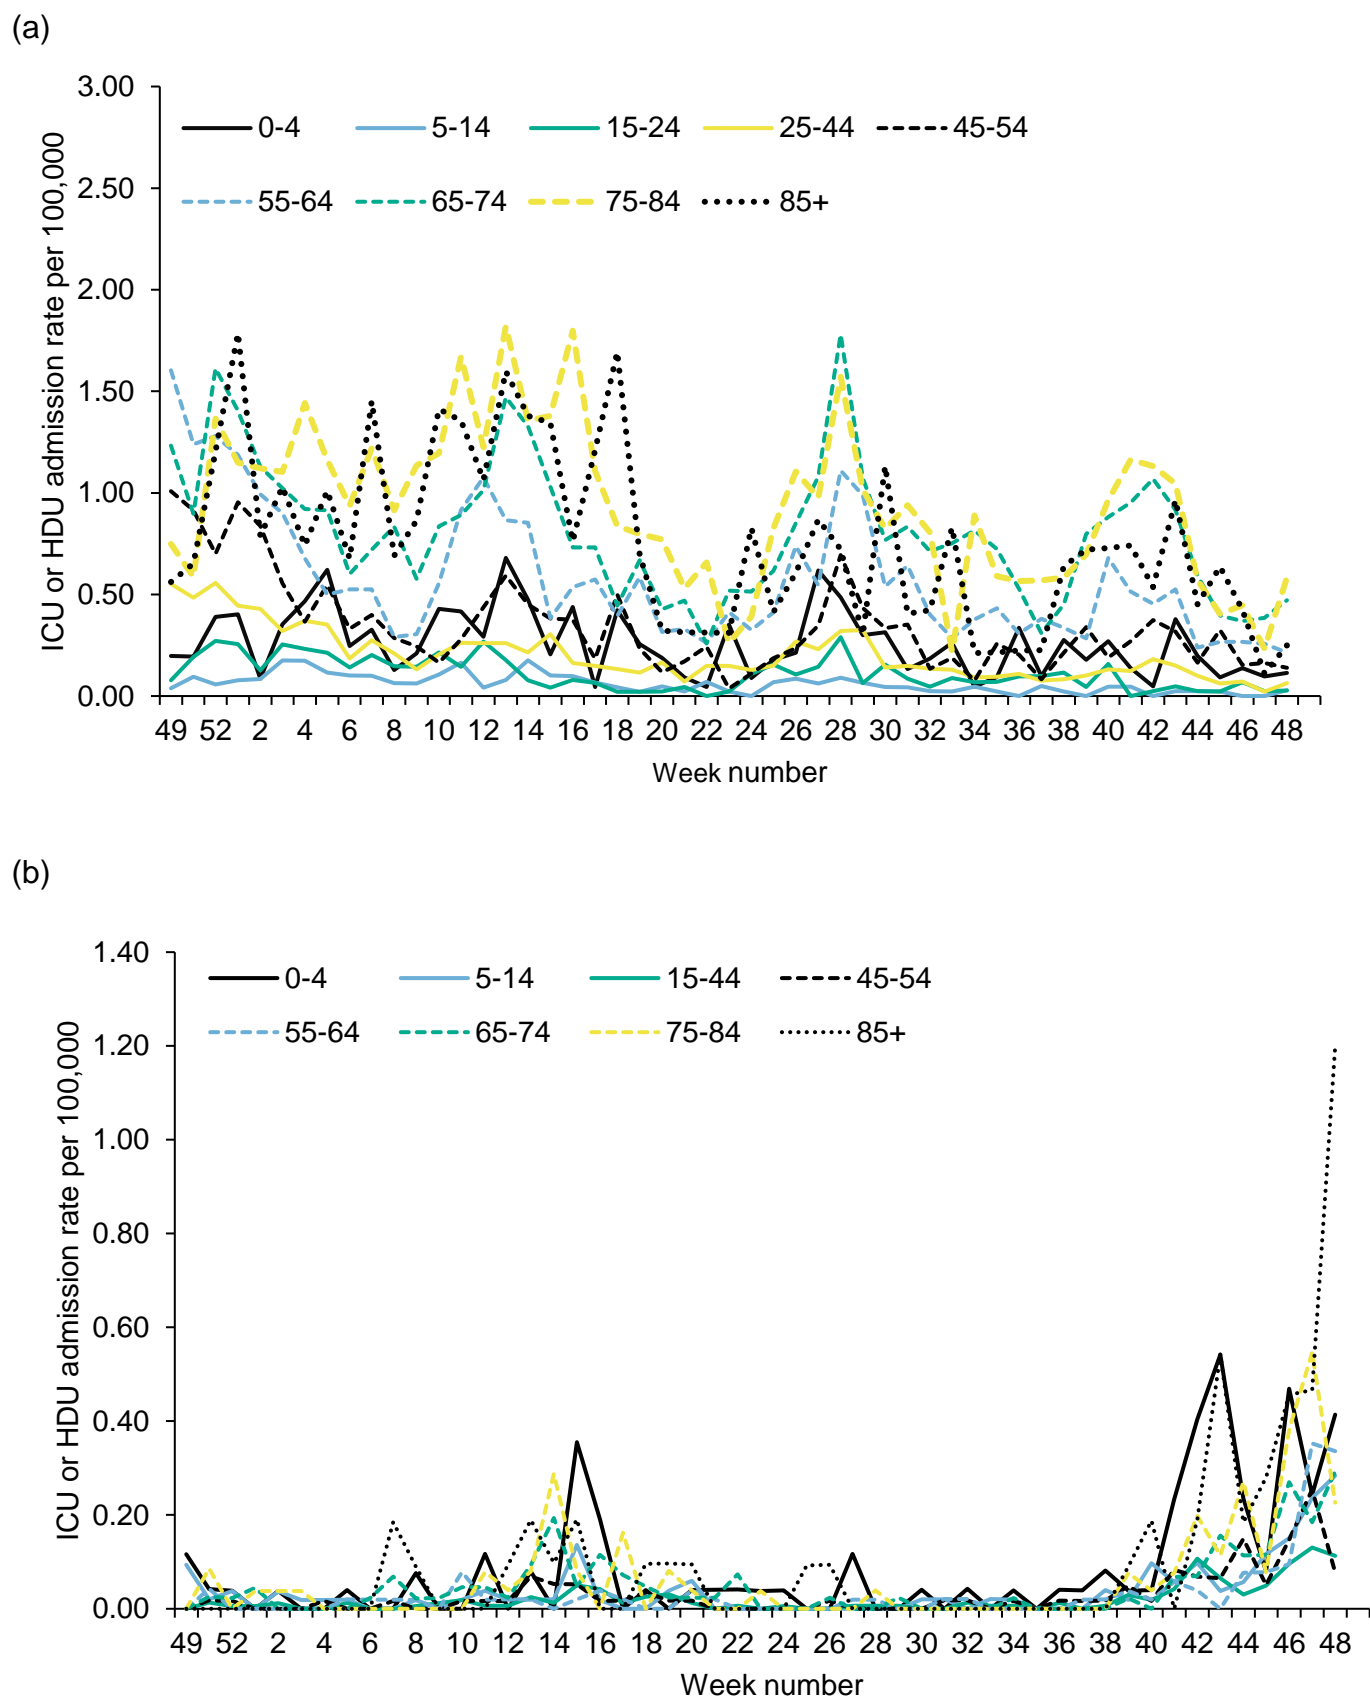 (a)
ICU or HDU admission rate per 100,000
3.00
2.50
2.00
1.50
1.00
0.50
0.00
0-4 5-14 15-24 25-44 45-54
55-64 65-74 75-84 85+
49 52 2 4 6 8 10 12 14 16 18 20 22 24 26 28 30 32 34 36 38 40 42 44 46 48
Week number
(b)
ICU or HDU admission rate per 100,000
1.40
1.20
1.00
0.80
0.60
0.40
0.20
0.00
0-4 5-14 15-44 45-54
55-64 65-74 75-84 85+
49 52 2 4 6 8 10 12 14 16 18 20 22 24 26 28 30 32 34 36 38 40 42 44 46 48
Week number